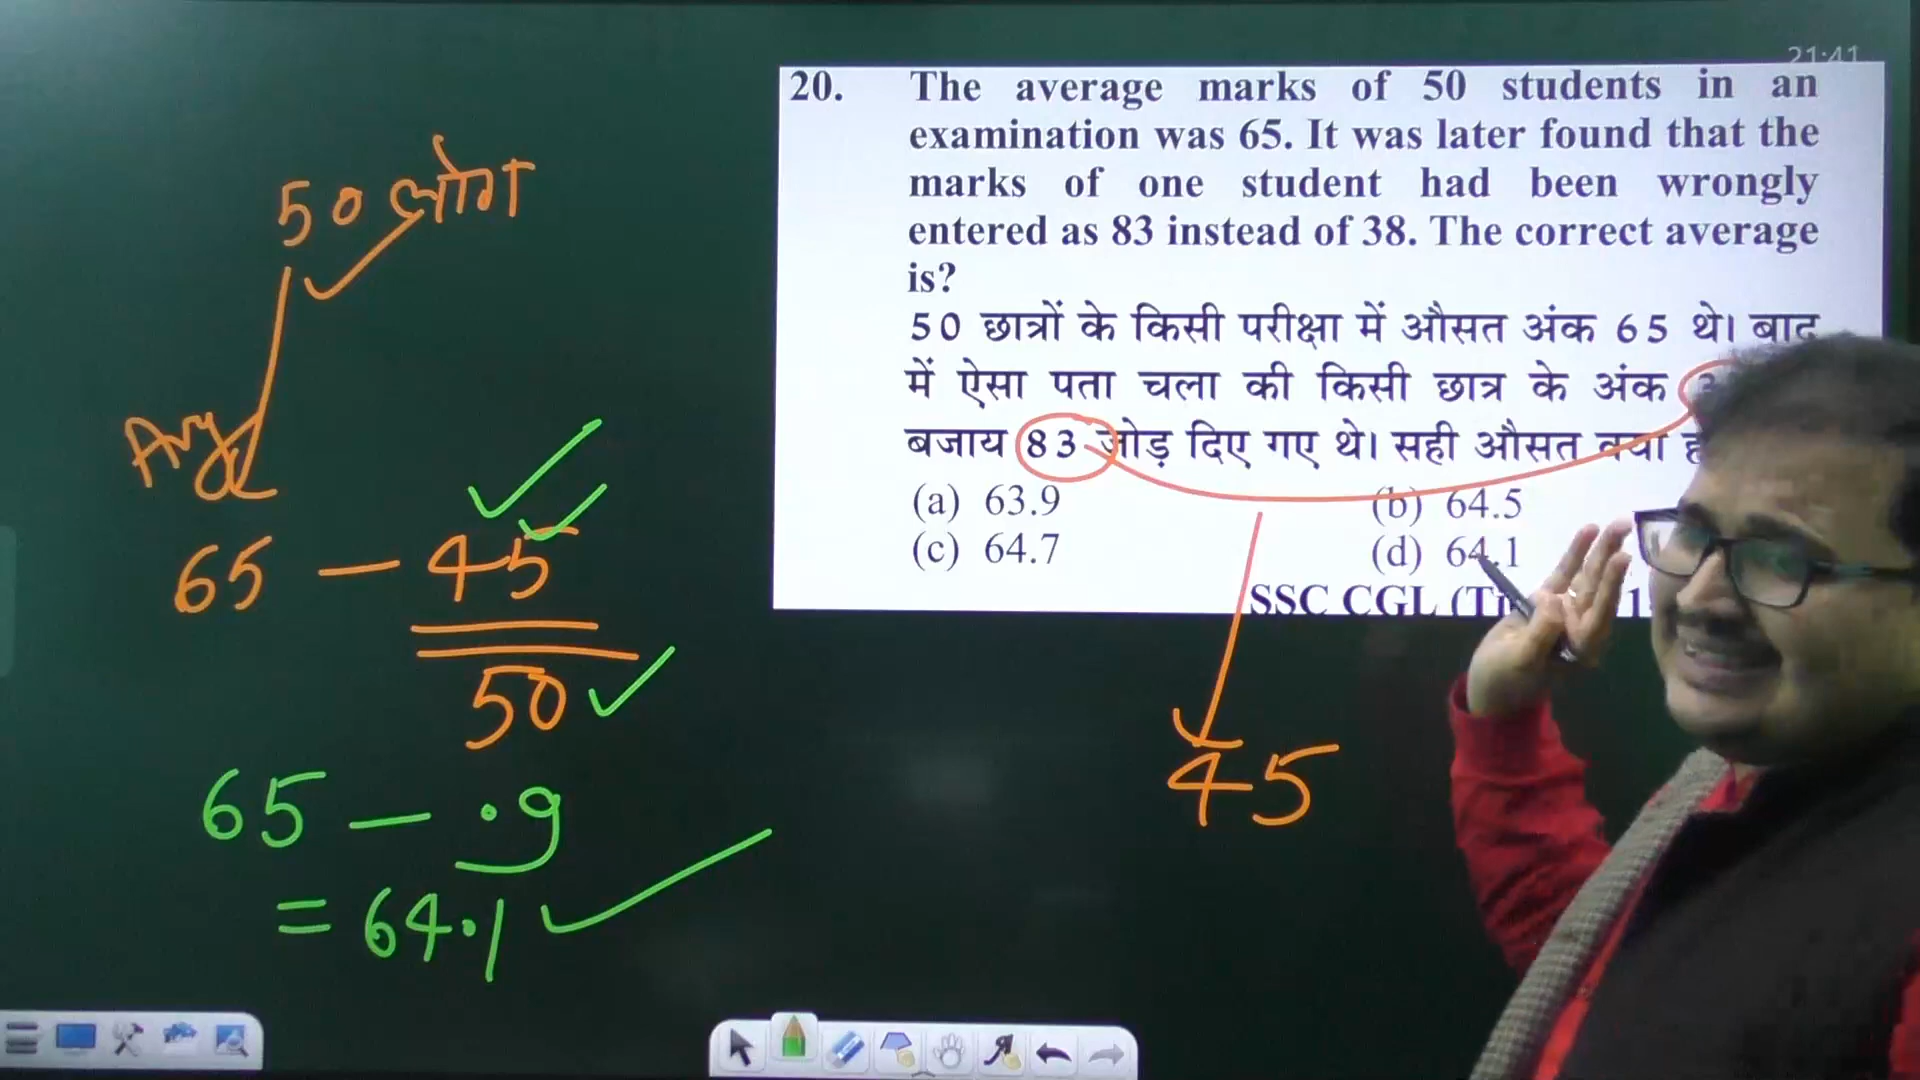 21:41
20. The average marks of 50 students in an
examination was 65. It was later found that the
marks of one student had been wrongly
entered as 83 instead of 38. The correct average
is?
50 छात्रों के किसी परीक्षा में औसत अंक 65 थे। बाद
में ऐसा पता चला की किसी छात्र के अंक
बजाय 83 जोड़ दिए गए थे। सही औसत क्या
(a) 63.9 (b) 64.5
(c) 64.7 (d) 64.1
SSC CGL
50 लोग
Avg
65 - 45
50
65 - .9
= 64.1
45